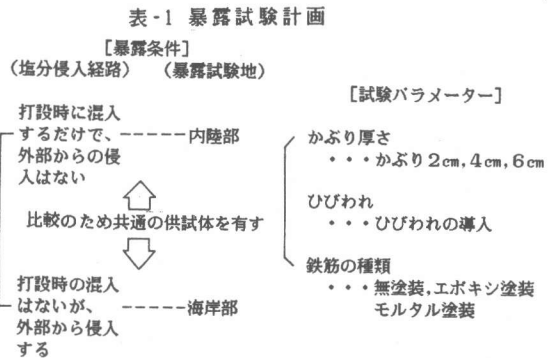 表-1 暴露試験計画
[暴露条件]
(塩分侵入経路) (暴露試験地)
打設時に混入
するだけで、-----内陸部
外部からの侵
入はない
比較のため共通の供試体を有す
打設時の混入
はないが、-----海岸部
外部から侵入
する
[試験パラメーター]
かぶり厚さ
・・・かぶり2cm,4cm,6cm
ひびわれ
・・・ひびわれの導入
鉄筋の種類
・・・無塗装,エポキシ塗装
モルタル塗装